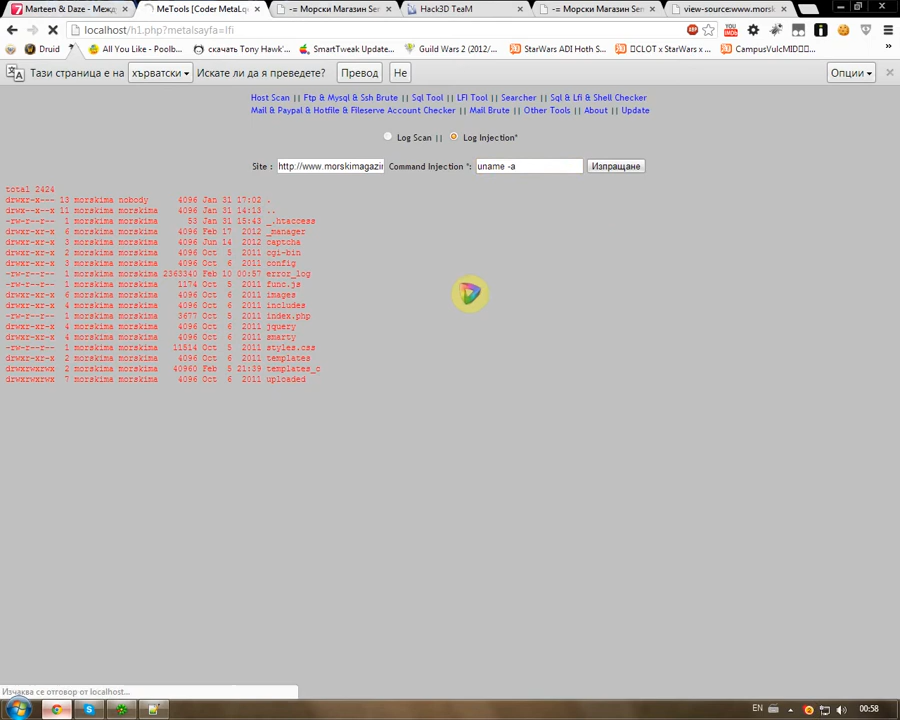 Marteen & Daze - Межд
MeTools [Coder MetaLq
-= Морски Магазин Ser
Hack3D TeaM
-= Морски Магазин Ser
view-source:www.morsk
localhost/h1.php?metalsayfa=lfi
Druid
All You Like - Poolb...
скачать Tony Hawk'...
SmartTweak Update...
Guild Wars 2 (2012/...
StarWars ADI Hoth S...
CLOT x StarWars x ...
CampusVulcMID...
Тази страница е на хърватски Искате ли да я преведете? Превод Не Опции
Host Scan || Ftp & Mysql & Ssh Brute || Sql Tool || LFI Tool || Searcher || Sql & Lfi & Shell Checker
Mail & Paypal & Hotfile & Fileserve Account Checker || Mail Brute || Other Tools || About || Update
Log Scan || Log Injection*
Site : http://www.morskimagazin Command Injection *: uname -a Изпращане
total 2424
drwxr-x--- 13 morskima nobody 4096 Jan 31 17:02 .
drwx--x--x 11 morskima morskima 4096 Jan 31 14:13 ..
-rw-r--r-- 1 morskima morskima 53 Jan 31 15:43 _.htaccess
drwxr-xr-x 6 morskima morskima 4096 Feb 17 2012 _manager
drwxr-xr-x 3 morskima morskima 4096 Jun 14 2012 captcha
drwxr-xr-x 2 morskima morskima 4096 Oct 5 2011 cgi-bin
drwxr-xr-x 3 morskima morskima 4096 Oct 6 2011 config
-rw-r--r-- 1 morskima morskima 2363340 Feb 10 00:57 error_log
-rw-r--r-- 1 morskima morskima 1174 Oct 5 2011 func.js
drwxr-xr-x 6 morskima morskima 4096 Oct 6 2011 images
drwxr-xr-x 4 morskima morskima 4096 Oct 6 2011 includes
-rw-r--r-- 1 morskima morskima 3677 Oct 5 2011 index.php
drwxr-xr-x 4 morskima morskima 4096 Oct 6 2011 jquery
drwxr-xr-x 4 morskima morskima 4096 Oct 6 2011 smarty
-rw-r--r-- 1 morskima morskima 11514 Oct 5 2011 styles.css
drwxr-xr-x 2 morskima morskima 4096 Oct 6 2011 templates
drwxrwxrwx 2 morskima morskima 40960 Feb 5 21:39 templates_c
drwxrwxrwx 7 morskima morskima 4096 Oct 6 2011 uploaded
Изчаква се отговор от localhost...
EN 00:58